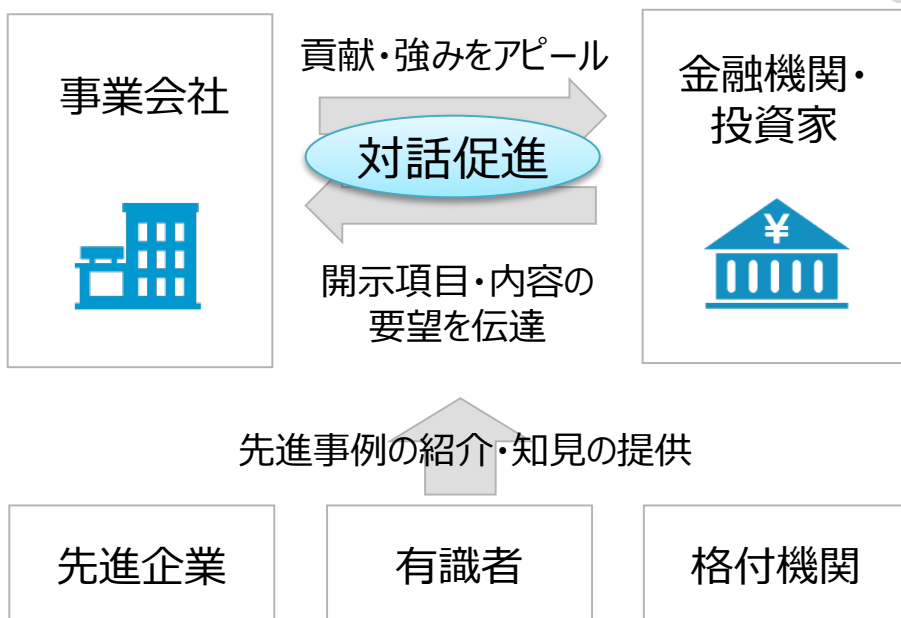 貢献・強みをアピール
事業会社
金融機関・
投資家
対話促進
¥
開示項目・内容の
要望を伝達
先進事例の紹介・知見の提供
先進企業
有識者
格付機関